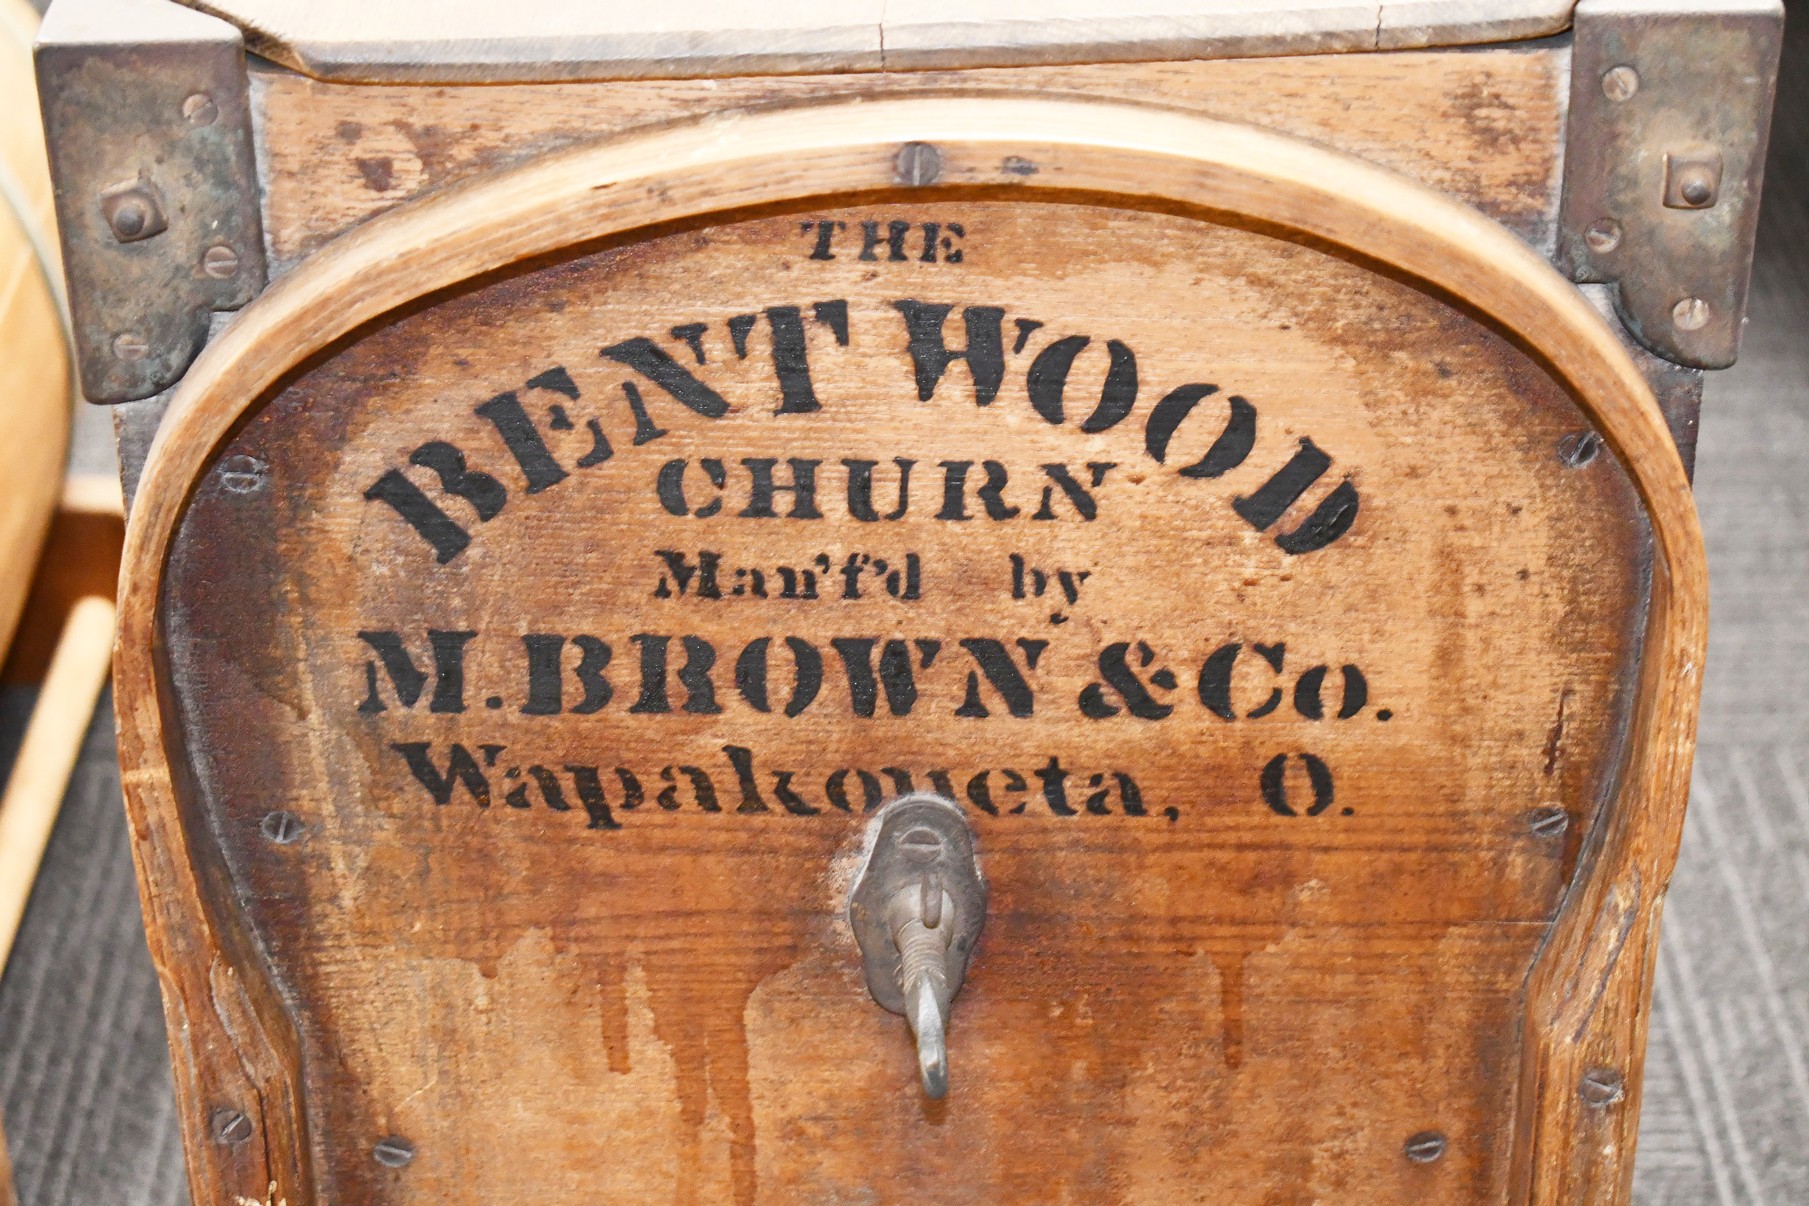 THE
BENT WOOD
CHURN
Man'f'd by
M. BROWN & Co.
Wapakoneta, O.